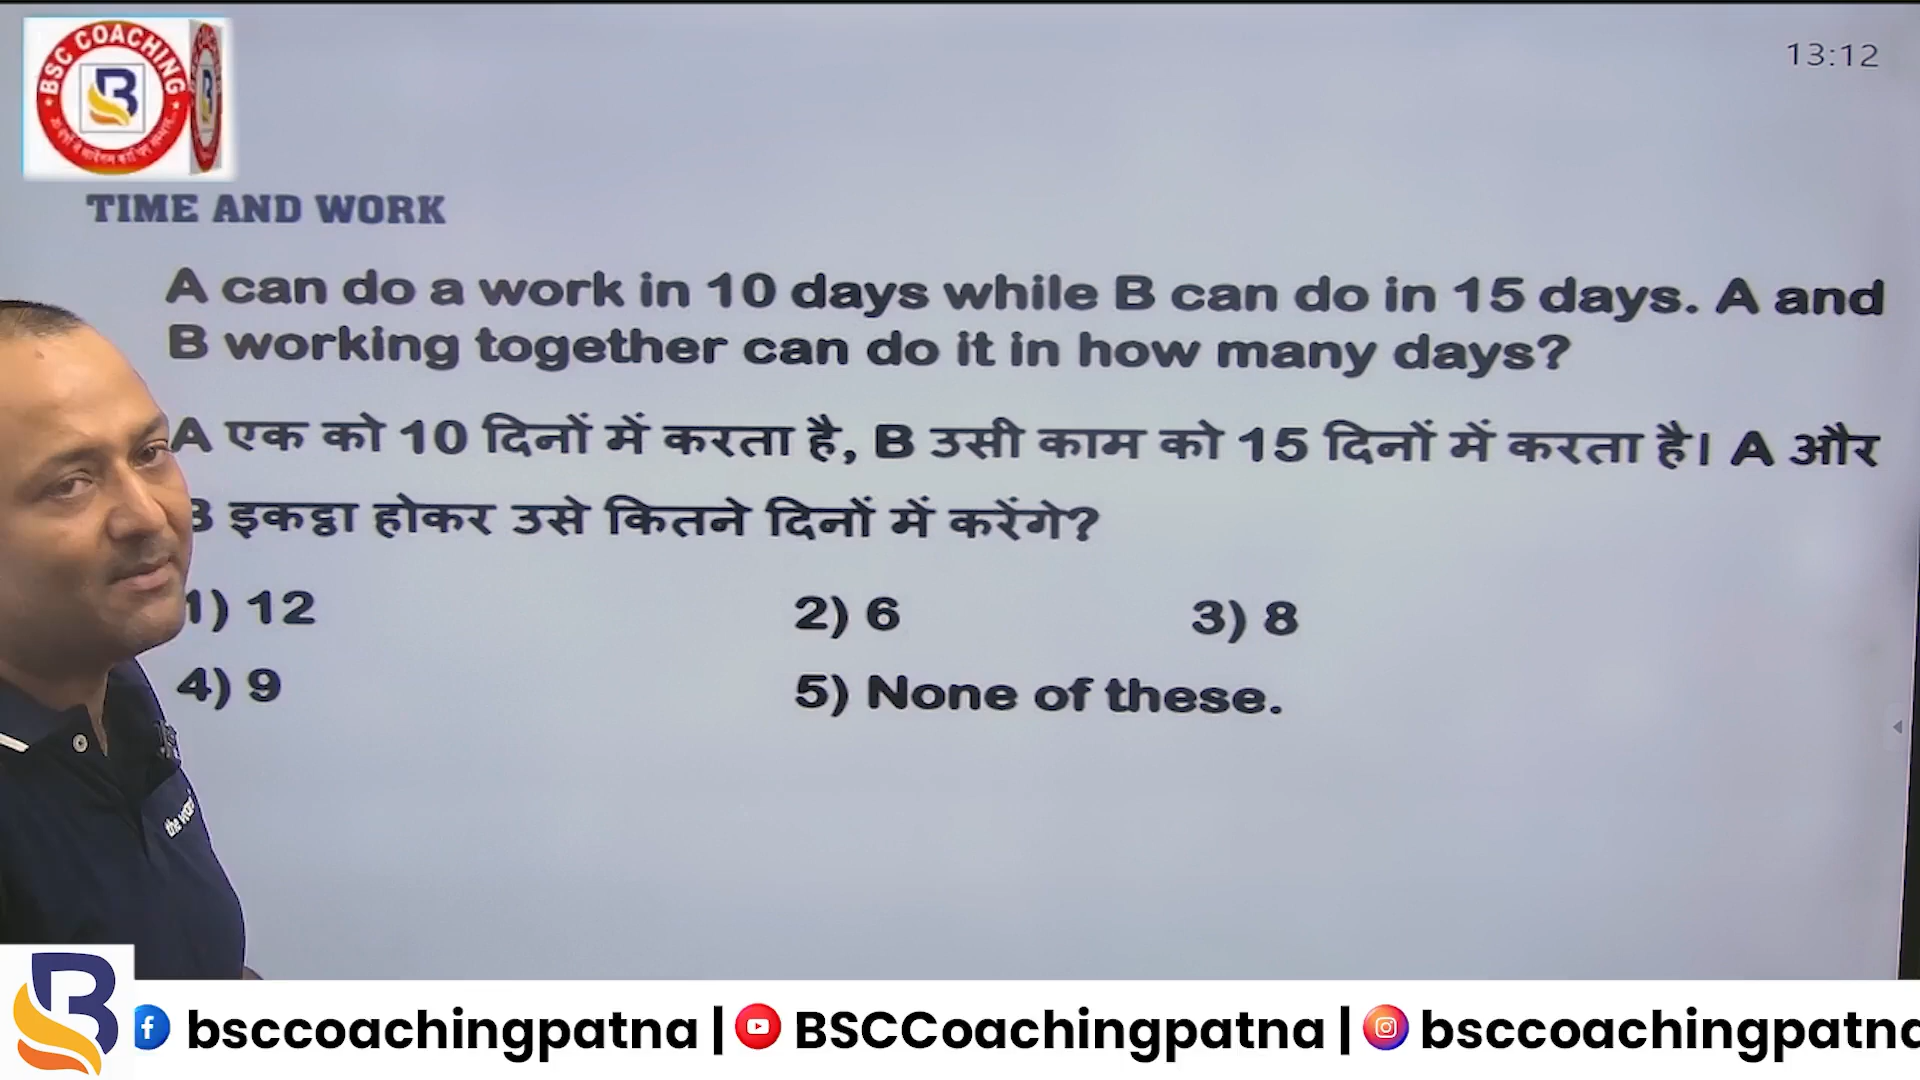 BSC COACHING
13:12
TIME AND WORK
A can do a work in 10 days while B can do in 15 days. A and
B working together can do it in how many days?
A एक को 10 दिनों में करता है, B उसी काम को 15 दिनों में करता है। A और
B इकट्ठा होकर उसे कितने दिनों में करेंगे?
1) 12 2) 6 3) 8
4) 9 5) None of these.
bsccoachingpatna | BSCCoachingpatna | bsccoachingpatna